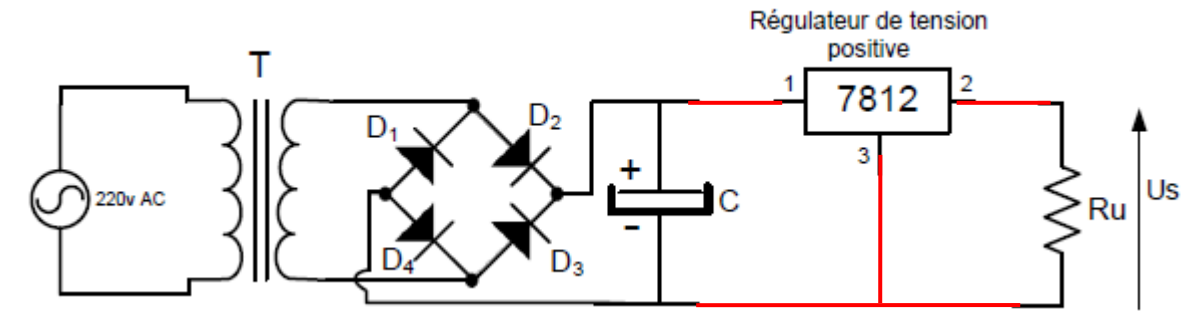 Régulateur de tension
positive
T
1
7812
2
D₁
D₂
3
+
220v AC
C
Ru
Us
-
D₄
D₃